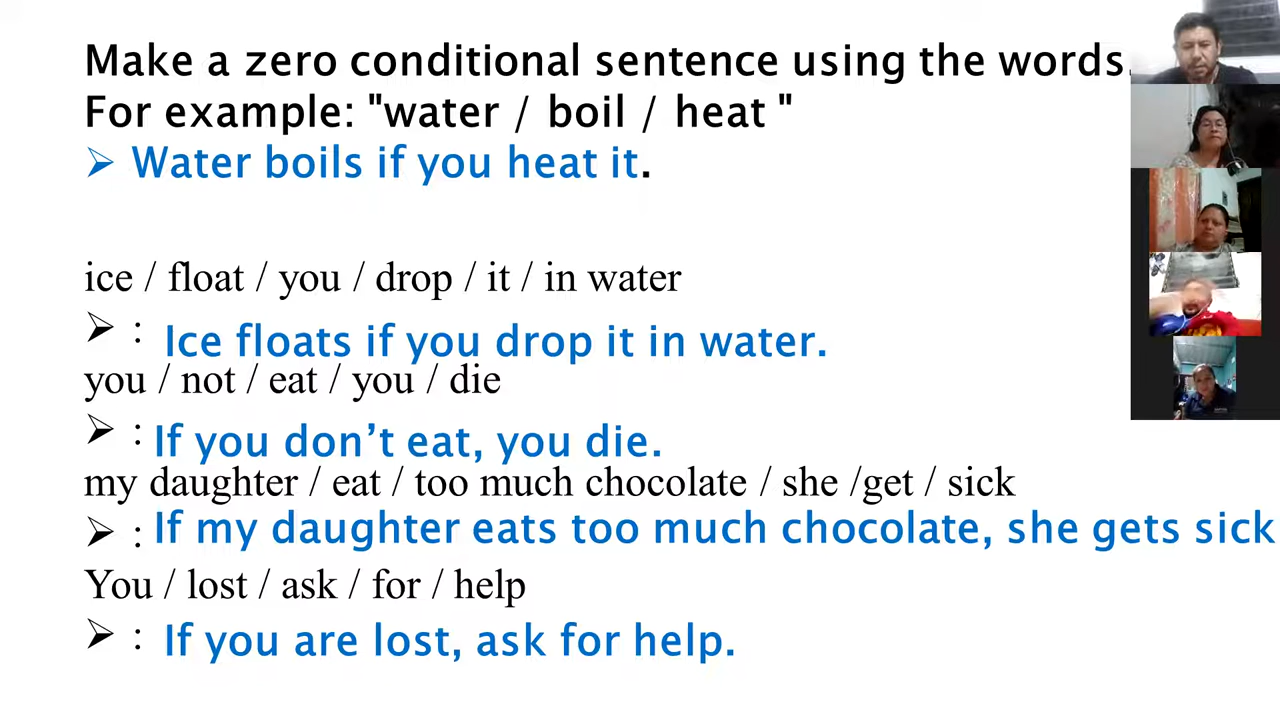 Make a zero conditional sentence using the words.
For example: "water / boil / heat "
➢ Water boils if you heat it.
ice / float / you / drop / it / in water
➢ : Ice floats if you drop it in water.
you / not / eat / you / die
➢ : If you don’t eat, you die.
my daughter / eat / too much chocolate / she /get / sick
➢ : If my daughter eats too much chocolate, she gets sick
You / lost / ask / for / help
➢ : If you are lost, ask for help.